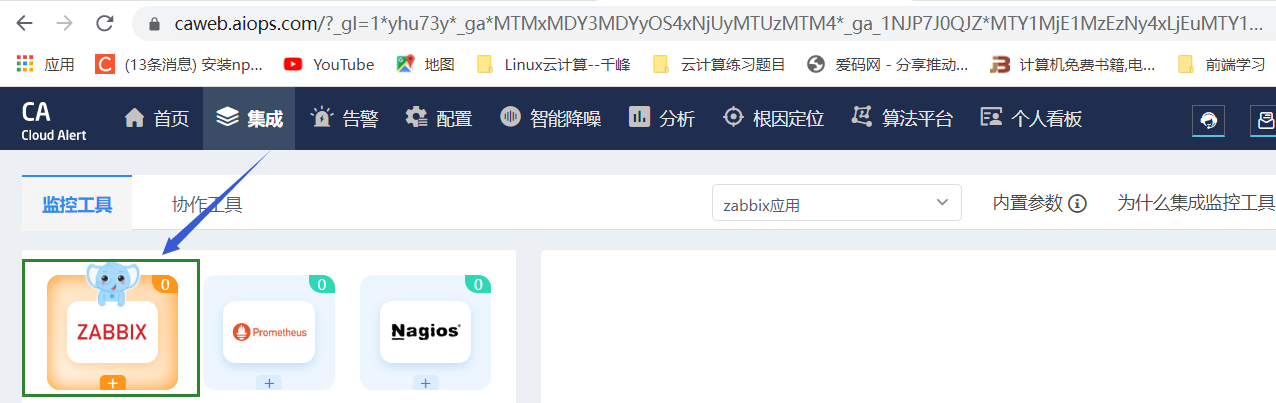 caweb.aiops.com/?_gl=1*yhu73y*_ga*MTMxMDY3MDYyOS4xNjUyMTUzMTM4*_ga_1NJP7J0QJZ*MTY1MjE1MzEzNy4xLjEuMTY1...
应用 (13条消息) 安装np... YouTube 地图 Linux云计算--千峰 云计算练习题目 爱码网 - 分享推动... 计算机免费书籍,电... 前端学习
CA
Cloud Alert
首页 集成 告警 配置 智能降噪 分析 根因定位 算法平台 个人看板
监控工具 协作工具 zabbix应用 内置参数 为什么集成监控工具
0 0 0
ZABBIX Prometheus Nagios
+ + +